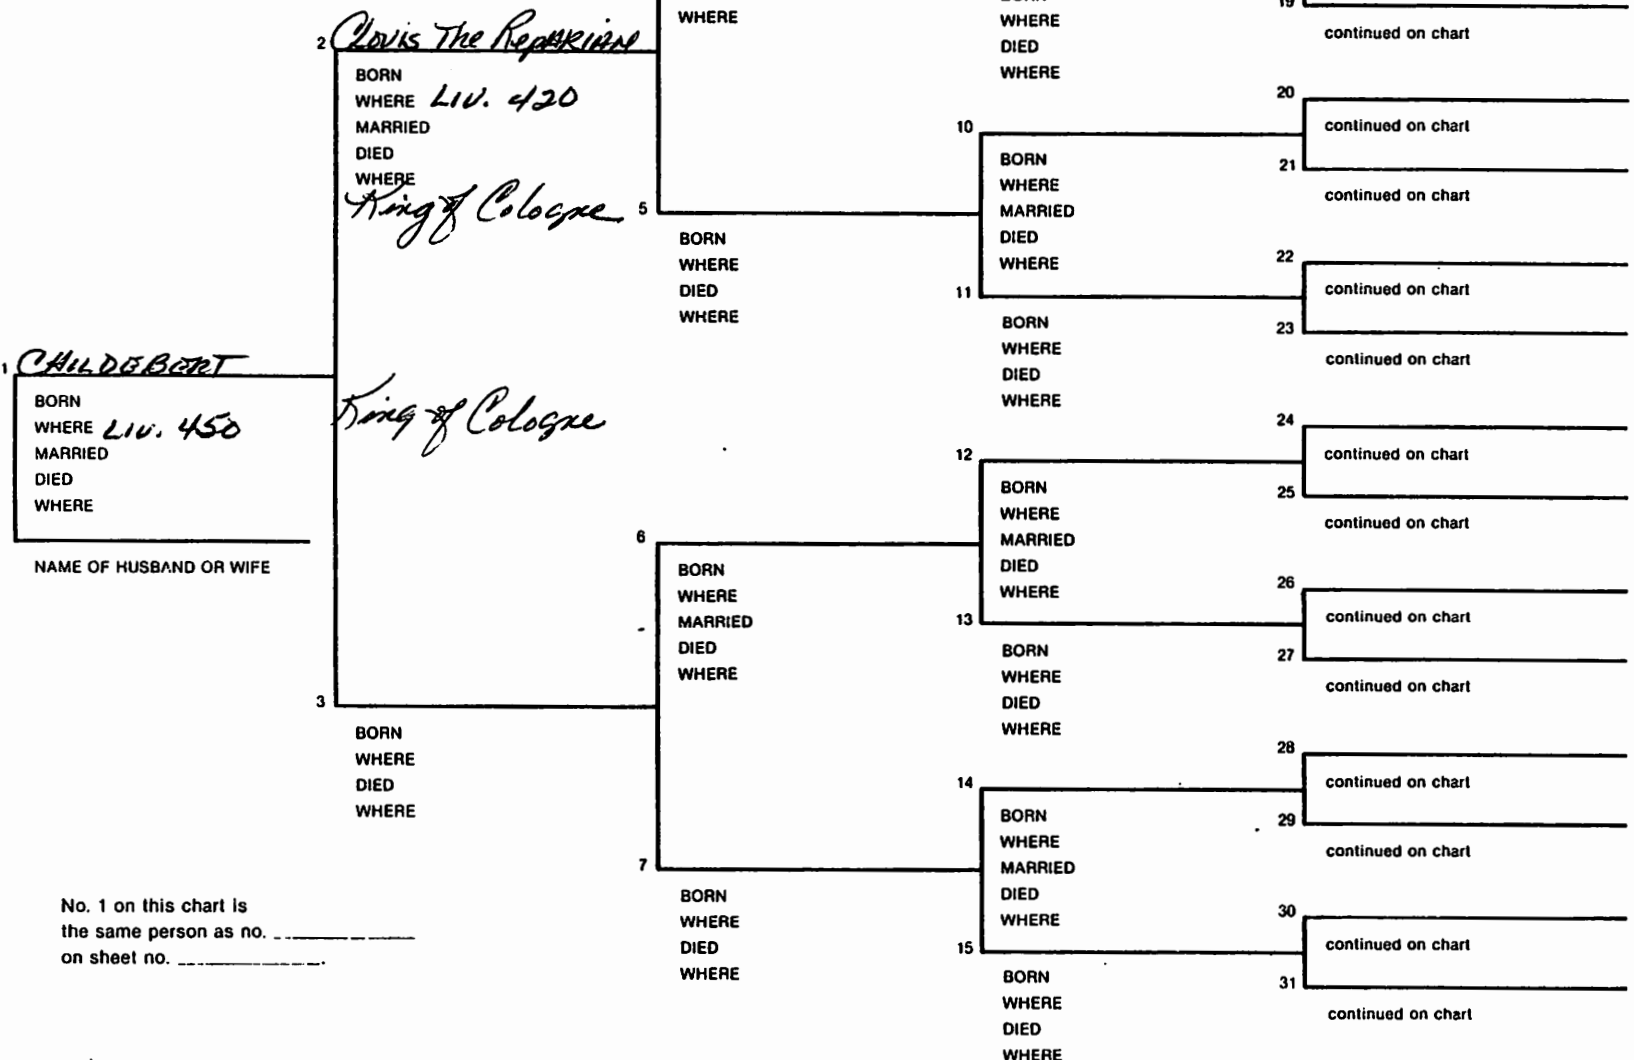 1 CHILDEBERT
BORN
WHERE LIV. 450
MARRIED
DIED
WHERE
NAME OF HUSBAND OR WIFE
King of Cologne
No. 1 on this chart is
the same person as no.
on sheet no.
2 Clovis The Reparian
BORN
WHERE LIV. 420
MARRIED
DIED
WHERE
King of Cologne
3
BORN
WHERE
DIED
WHERE
WHERE
5
BORN
WHERE
DIED
WHERE
6
BORN
WHERE
MARRIED
DIED
WHERE
7
BORN
WHERE
DIED
WHERE
WHERE
DIED
WHERE
10
BORN
WHERE
MARRIED
DIED
WHERE
11
BORN
WHERE
DIED
WHERE
12
BORN
WHERE
MARRIED
DIED
WHERE
13
BORN
WHERE
DIED
WHERE
14
BORN
WHERE
MARRIED
DIED
WHERE
15
BORN
WHERE
DIED
WHERE
19
continued on chart
20
continued on chart
21
continued on chart
22
continued on chart
23
continued on chart
24
continued on chart
25
continued on chart
26
continued on chart
27
continued on chart
28
continued on chart
29
continued on chart
30
continued on chart
31
continued on chart